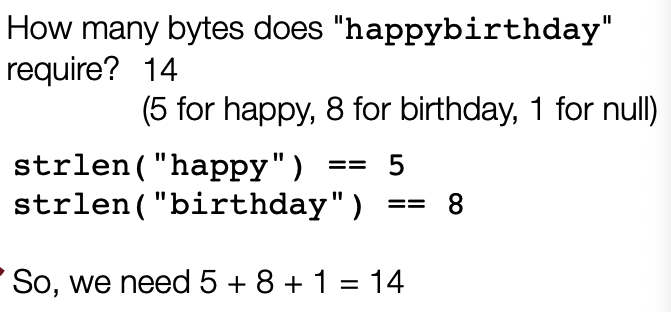 How many bytes does "happybirthday"
require? 14
(5 for happy, 8 for birthday, 1 for null)
strlen("happy") == 5
strlen("birthday") == 8
So, we need 5 + 8 + 1 = 14